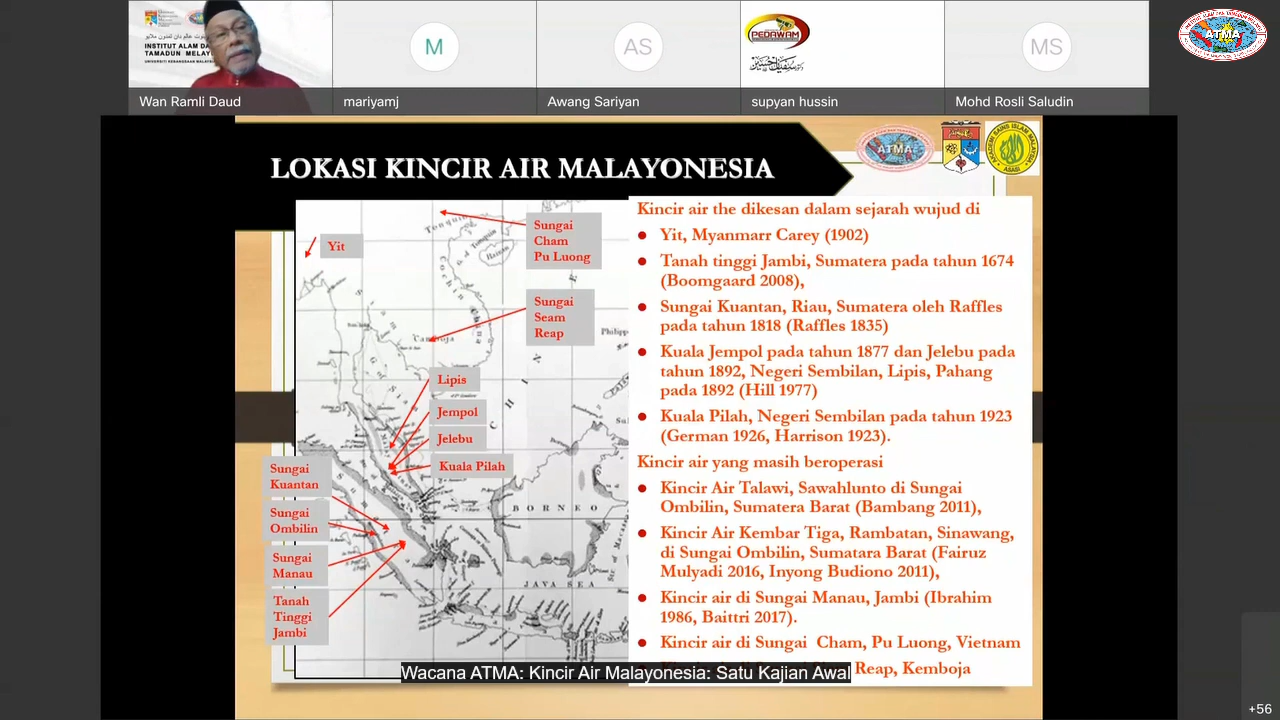 INSTITUT ALAM DA
TAMADUN MELAYU
Wan Ramli Daud
M
mariyamj
AS
Awang Sariyan
PEDAWAM
supyan hussin
MS
Mohd Rosli Saludin
ATMA
LOKASI KINCIR AIR MALAYONESIA
ATMA
Yit
Sungai
Cham
Pu Luong
Sungai
Seam
Reap
Lipis
Jempol
Jelebu
Kuala Pilah
Sungai
Kuantan
Sungai
Ombilin
Sungai
Manau
Tanah
Tinggi
Jambi
Tonquin
Hainan
BORNEO
JAVA SEA
Kincir air the dikesan dalam sejarah wujud di
• Yit, Myanmarr Carey (1902)
• Tanah tinggi Jambi, Sumatera pada tahun 1674
(Boomgaard 2008),
• Sungai Kuantan, Riau, Sumatera oleh Raffles
pada tahun 1818 (Raffles 1835)
• Kuala Jempol pada tahun 1877 dan Jelebu pada
tahun 1892, Negeri Sembilan, Lipis, Pahang
pada 1892 (Hill 1977)
• Kuala Pilah, Negeri Sembilan pada tahun 1923
(German 1926, Harrison 1923).
Kincir air yang masih beroperasi
• Kincir Air Talawi, Sawahlunto di Sungai
Ombilin, Sumatera Barat (Bambang 2011),
• Kincir Air Kembar Tiga, Rambatan, Sinawang,
di Sungai Ombilin, Sumatara Barat (Fairuz
Mulyadi 2016, Inyong Budiono 2011),
• Kincir air di Sungai Manau, Jambi (Ibrahim
1986, Baittri 2017).
• Kincir air di Sungai Cham, Pu Luong, Vietnam
Reap, Kemboja
Wacana ATMA: Kincir Air Malayonesia: Satu Kajian Awal
+56